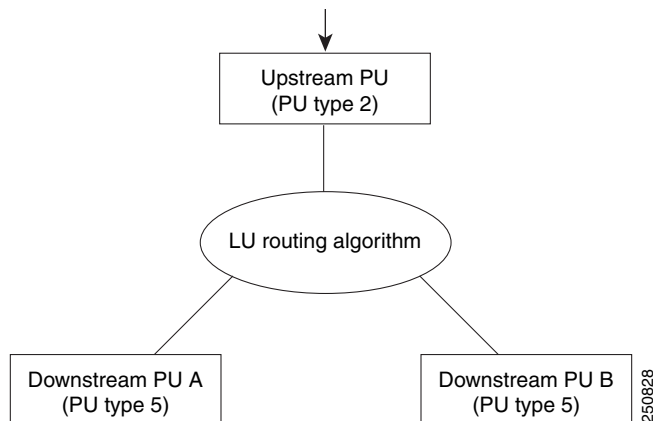 Upstream PU
(PU type 2)
LU routing algorithm
Downstream PU A
(PU type 5)
Downstream PU B
(PU type 5)
250828